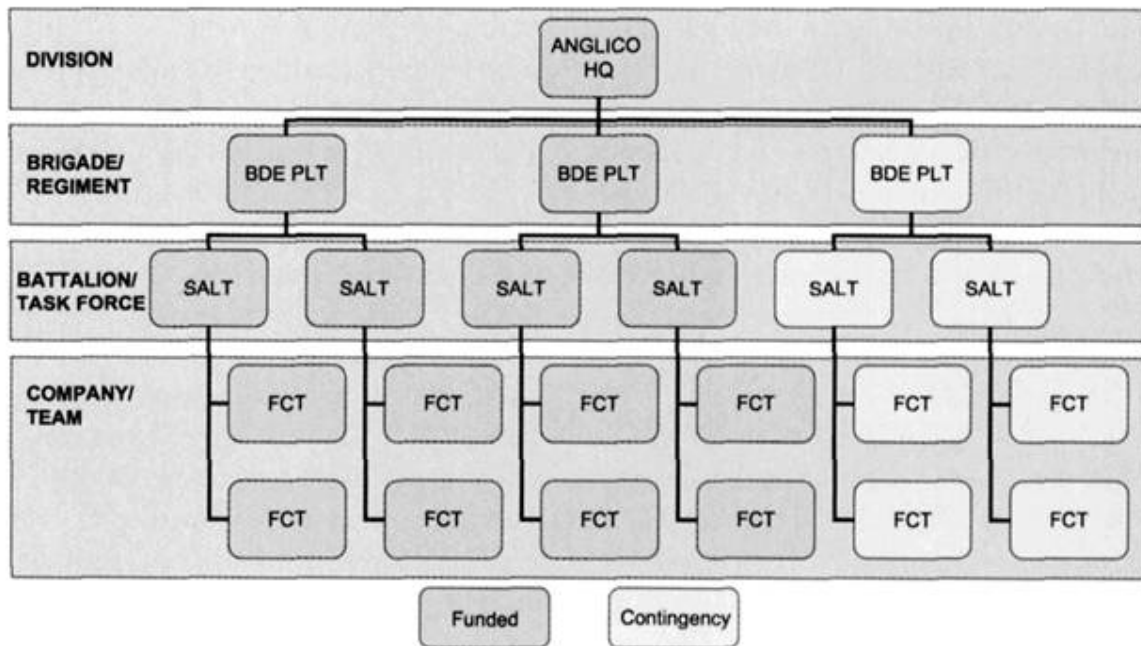 DIVISION
ANGLICO
HQ
BRIGADE/
REGIMENT
BDE PLT
BDE PLT
BDE PLT
BATTALION/
TASK FORCE
SALT
SALT
SALT
SALT
SALT
SALT
COMPANY/
TEAM
FCT
FCT
FCT
FCT
FCT
FCT
FCT
FCT
FCT
FCT
FCT
FCT
Funded
Contingency